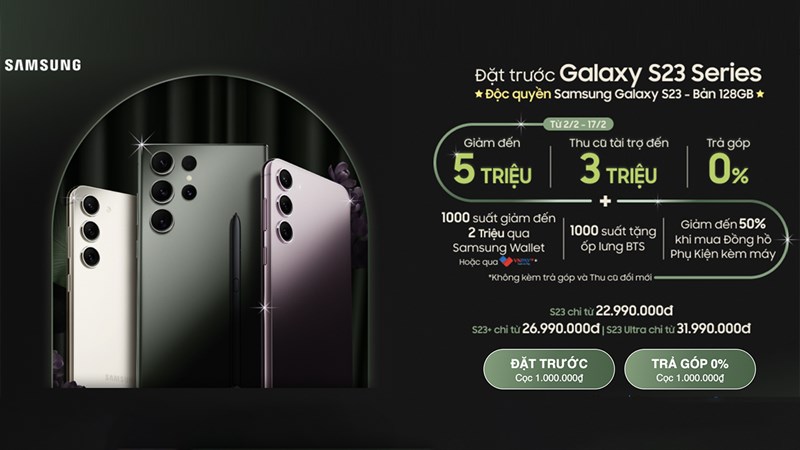 SAMSUNG
Đặt trước Galaxy S23 Series
Độc quyền Samsung Galaxy S23 - Bản 128GB
Từ 2/2 - 17/2
Giảm đến
5 TRIỆU
Thu cũ tài trợ đến
3 TRIỆU
Trả góp
0%
+
1000 suất giảm đến
2 Triệu qua
Samsung Wallet
Hoặc qua
1000 suất tặng
ốp lưng BTS
Giảm đến 50%
khi mua Đồng hồ
Phụ Kiện kèm máy
*Không kèm trả góp và Thu cũ đổi mới
S23 chỉ từ 22.990.000đ
S23+ chỉ từ 26.990.000đ | S23 Ultra chỉ từ 31.990.000đ
ĐẶT TRƯỚC
Cọc 1.000.000₫
TRẢ GÓP 0%
Cọc 1.000.000₫